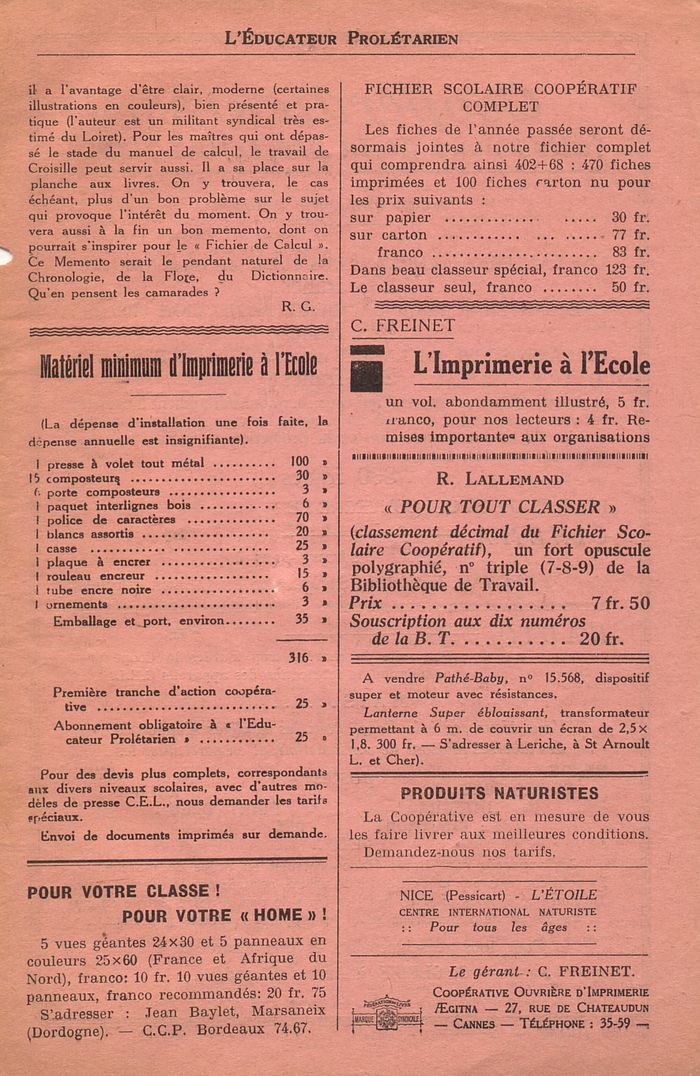 L'ÉDUCATEUR PROLÉTARIEN
il a l'avantage d'être clair, moderne (certaines
illustrations en couleurs), bien présenté et pra-
tique (l'auteur est un militant syndical très es-
timé du Loiret). Pour les maîtres qui ont dépas-
sé le stade du manuel de calcul, le travail de
Croisille peut servir aussi. Il a sa place sur la
planche aux livres. On y trouvera, le cas
échéant, plus d'un bon problème sur le sujet
qui provoque l'intérêt du moment. On y trou-
vera aussi à la fin un bon memento, dont on
pourrait s'inspirer pour le « Fichier de Calcul ».
Ce Memento serait le pendant naturel de la
Chronologie, de la Flore, du Dictionnaire.
Qu'en pensent les camarades ?
R. G.
Matériel minimum d'Imprimerie à l'Ecole
(La dépense d'installation une fois faite, la
dépense annuelle est insignifiante).
1 presse à volet tout métal .......... 100 »
15 composteurs ..................... 30 »
6 porte composteurs ................ 3 »
1 paquet interlignes bois ............ 6 »
1 police de caractères .............. 70 »
1 blancs assortis ................... 20 »
1 casse ........................... 25 »
1 plaque à encrer .................. 3 »
1 rouleau encreur .................. 15 »
1 tube encre noire ................. 6 »
1 ornements ....................... 3 »
Emballage et port, environ........ 35 »
316 »
Première tranche d'action coopéra-
tive ........................... 25 »
Abonnement obligatoire à « l'Edu-
cateur Prolétarien » ............ 25 »
Pour des devis plus complets, correspondants
aux divers niveaux scolaires, avec d'autres mo-
dèles de presse C.E.L., nous demander les tarifs
spéciaux.
Envoi de documents imprimés sur demande.
POUR VOTRE CLASSE !
POUR VOTRE « HOME » !
5 vues géantes 24×30 et 5 panneaux en
couleurs 25×60 (France et Afrique du
Nord), franco: 10 fr. 10 vues géantes et 10
panneaux, franco recommandés: 20 fr. 75
S'adresser : Jean Baylet, Marsaneix
(Dordogne). — C.C.P. Bordeaux 74.67.
FICHIER SCOLAIRE COOPÉRATIF
COMPLET
Les fiches de l'année passée seront dé-
sormais jointes à notre fichier complet
qui comprendra ainsi 402+68 : 470 fiches
imprimées et 100 fiches carton nu pour
les prix suivants :
sur papier .............. ..... 30 fr.
sur carton ............. ... ..... 77 fr.
franco ........................ 83 fr.
Dans beau classeur spécial, franco 123 fr.
Le classeur seul, franco ........ 50 fr.
C. FREINET
L'Imprimerie à l'Ecole
un vol. abondamment illustré, 5 fr.
franco, pour nos lecteurs : 4 fr. Re-
mises importantes aux organisations
R. LALLEMAND
« POUR TOUT CLASSER »
(classement décimal du Fichier Sco-
laire Coopératif), un fort opuscule
polygraphié, n° triple (7-8-9) de la
Bibliothèque de Travail.
Prix .................. 7 fr. 50
Souscription aux dix numéros
de la B. T. ........... 20 fr.
A vendre Pathé-Baby, n° 15.568, dispositif
super et moteur avec résistances.
Lanterne Super éblouissant, transformateur
permettant à 6 m. de couvrir un écran de 2,5×
1,8. 300 fr. — S'adresser à Leriche, à St Arnoult
L. et Cher).
PRODUITS NATURISTES
La Coopérative est en mesure de vous
les faire livrer aux meilleures conditions.
Demandez-nous nos tarifs.
NICE (Pessicart) - L'ÉTOILE
CENTRE INTERNATIONAL NATURISTE
:: Pour tous les âges ::
Le gérant : C. FREINET.
COOPÉRATIVE OUVRIÈRE D'IMPRIMERIE
ÆGITNA — 27, RUE DE CHATEAUDUN
— CANNES — TÉLÉPHONE : 35-59 —
MARQUE SYNDICALE